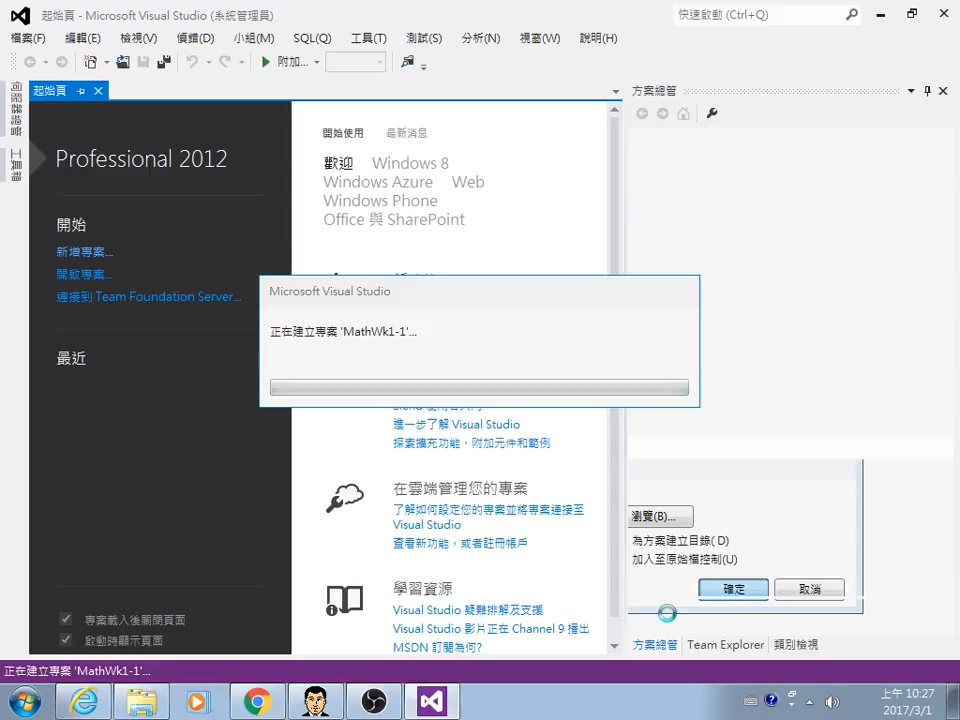 起始頁 - Microsoft Visual Studio (系統管理員)
快速啟動 (Ctrl+Q)
檔案(F) 編輯(E) 檢視(V) 偵錯(D) 小組(M) SQL(Q) 工具(T) 測試(S) 分析(N) 視窗(W) 說明(H)
附加...
伺服器總管
工具箱
起始頁
方案總管
Professional 2012
開始
新增專案...
開啟專案...
連接到 Team Foundation Server...
最近
專案載入後關閉頁面
啟動時顯示頁面
開始使用 最新消息
歡迎 Windows 8
Windows Azure Web
Windows Phone
Office 與 SharePoint
Microsoft Visual Studio
正在建立專案 'MathWk1-1'...
進一步了解 Visual Studio
探索擴充功能、附加元件和範例
在雲端管理您的專案
了解如何設定您的專案並將專案連接至
Visual Studio
查看新功能，或者註冊帳戶
學習資源
Visual Studio 疑難排解及支援
Visual Studio 影片正在 Channel 9 播出
MSDN 訂閱為何?
瀏覽(B)...
為方案建立目錄(D)
加入至原始檔控制(U)
確定 取消
方案總管 Team Explorer 類別檢視
正在建立專案 'MathWk1-1'...
上午 10:27
2017/3/1